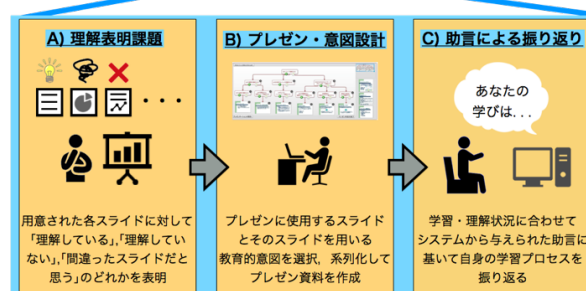 A) 理解表明課題
用意された各スライドに対して
「理解している」,「理解してい
ない」,「間違ったスライドだと
思う」のどれかを表明
B) プレゼン・意図設計
プレゼンに使用するスライド
とそのスライドを用いる
教育的意図を選択，系列化して
プレゼン資料を作成
C) 助言による振り返り
あなたの
学びは...
学習・理解状況に合わせて
システムから与えられた助言に
基いて自身の学習プロセスを
振り返る